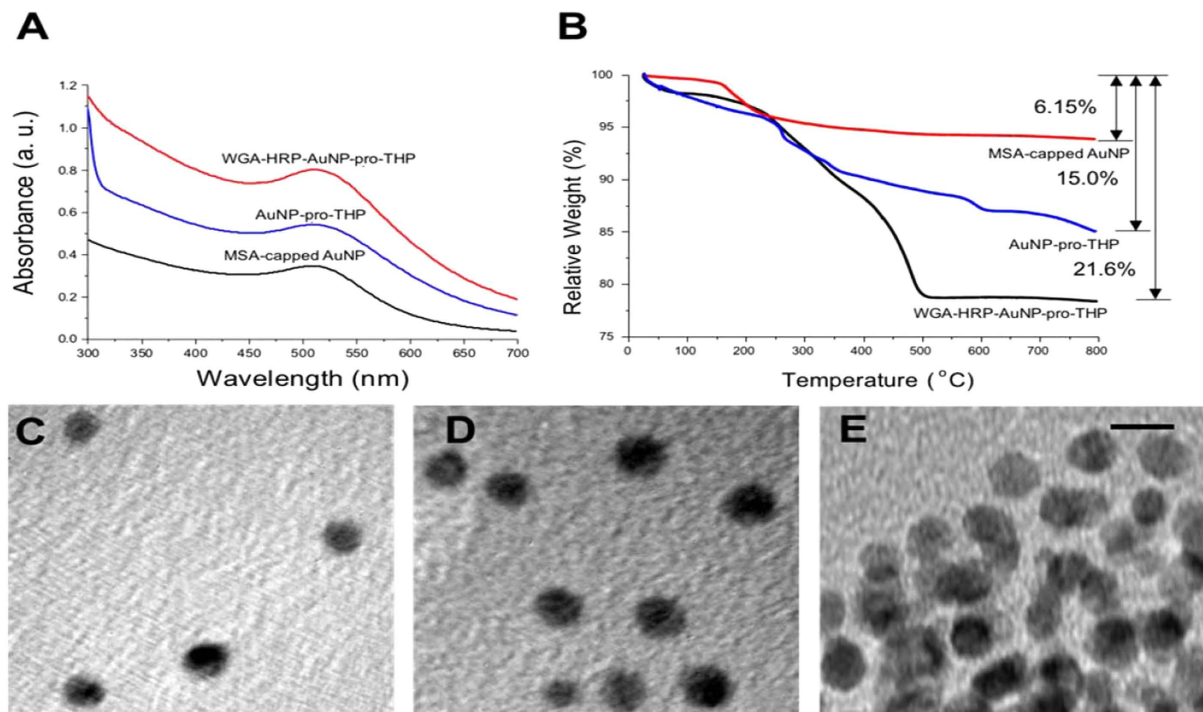 A
1.2
1.0
0.8
0.6
0.4
0.2
0.0
300 350 400 450 500 550 600 650 700
Absorbance (a. u.)
Wavelength (nm)
WGA-HRP-AuNP-pro-THP
AuNP-pro-THP
MSA-capped AuNP
B
100
95
90
85
80
75
0 100 200 300 400 500 600 700 800
Relative Weight (%)
Temperature (°C)
6.15%
MSA-capped AuNP
15.0%
AuNP-pro-THP
21.6%
WGA-HRP-AuNP-pro-THP
C
D
E